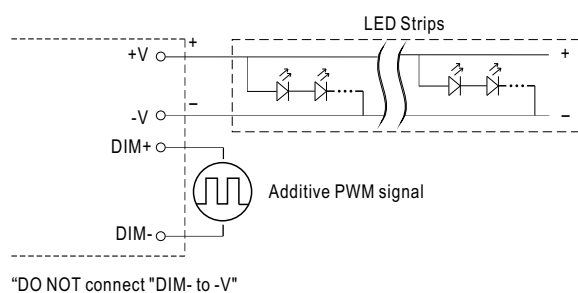 LED Strips
+V
+
+
-V
−
−
DIM+
Additive PWM signal
DIM-
“DO NOT connect "DIM- to -V"